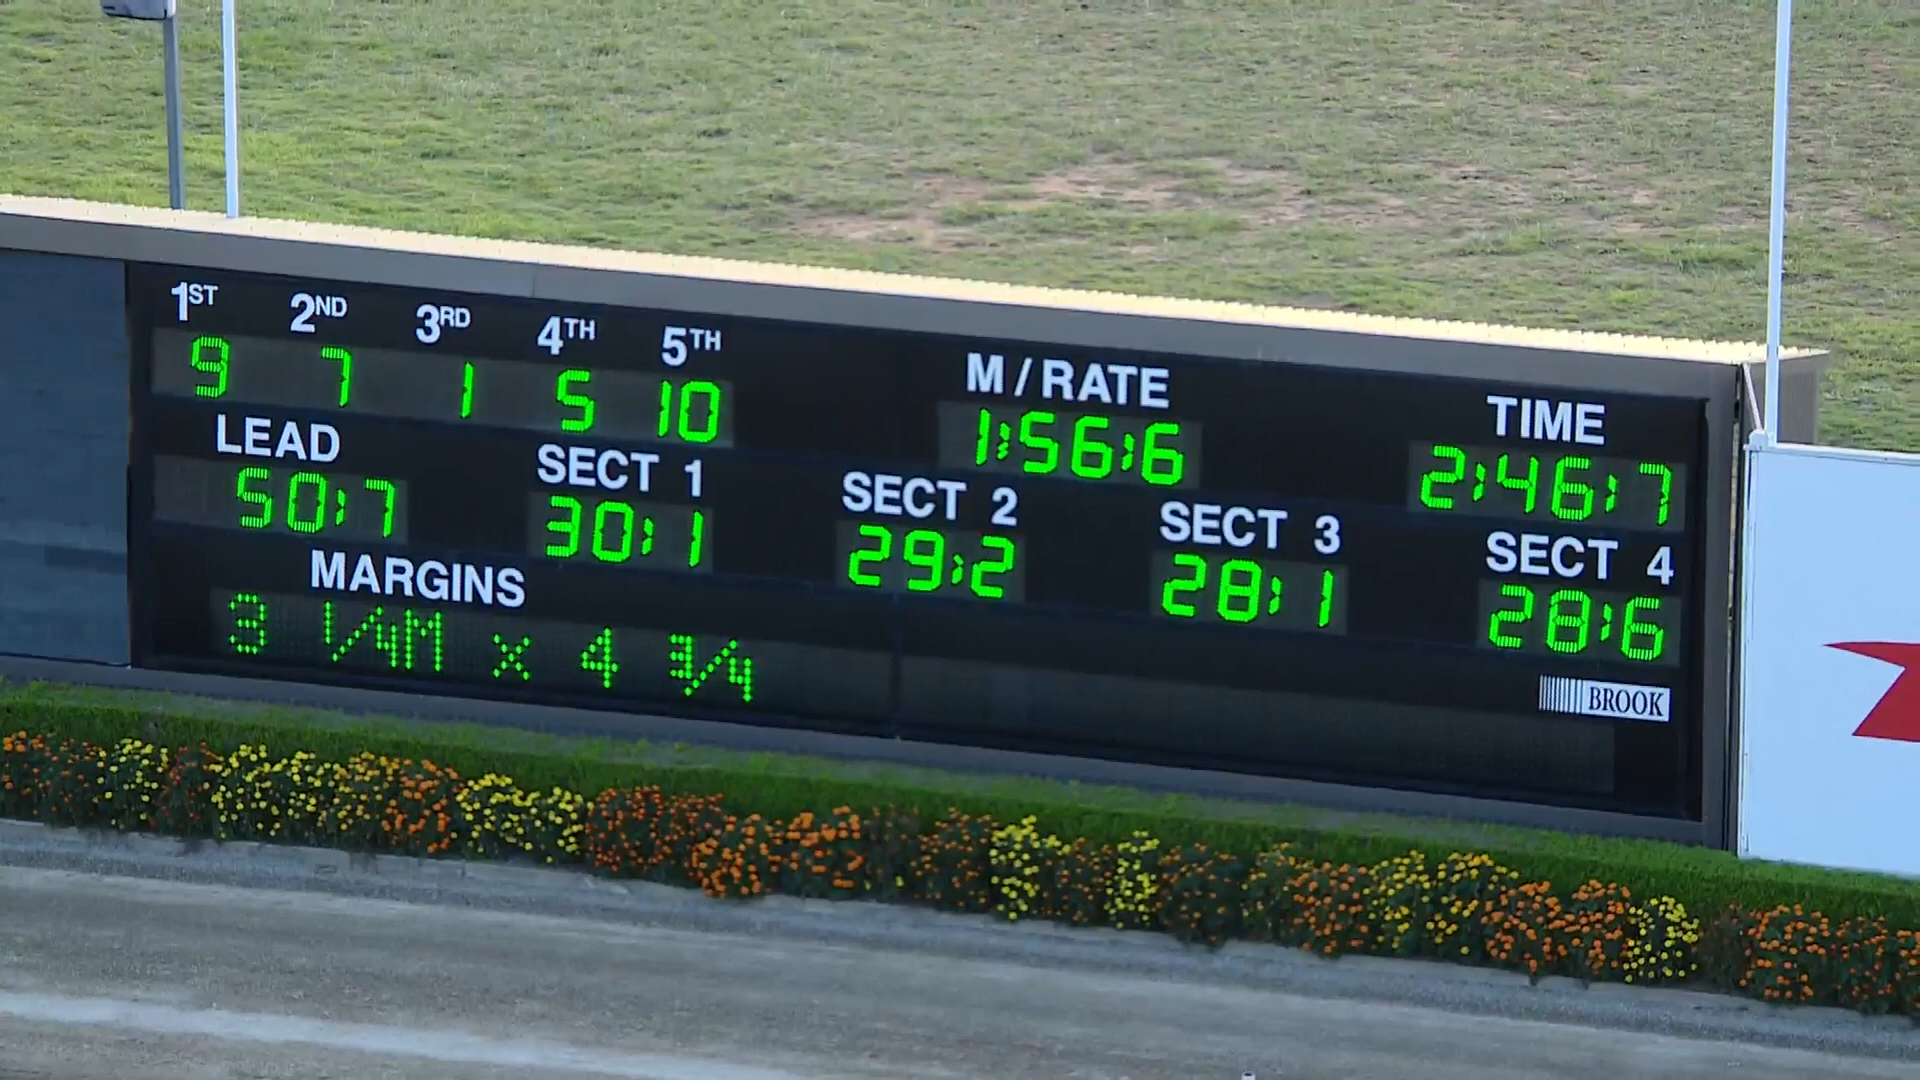 1ST 2ND 3RD 4TH 5TH M/RATE TIME
9 7 1 5 10 1:56:6 2:46:7
LEAD SECT 1 SECT 2 SECT 3 SECT 4
50:7 30:1 29:2 28:1 28:6
MARGINS
3 1/4M x 4 3/4
BROOK